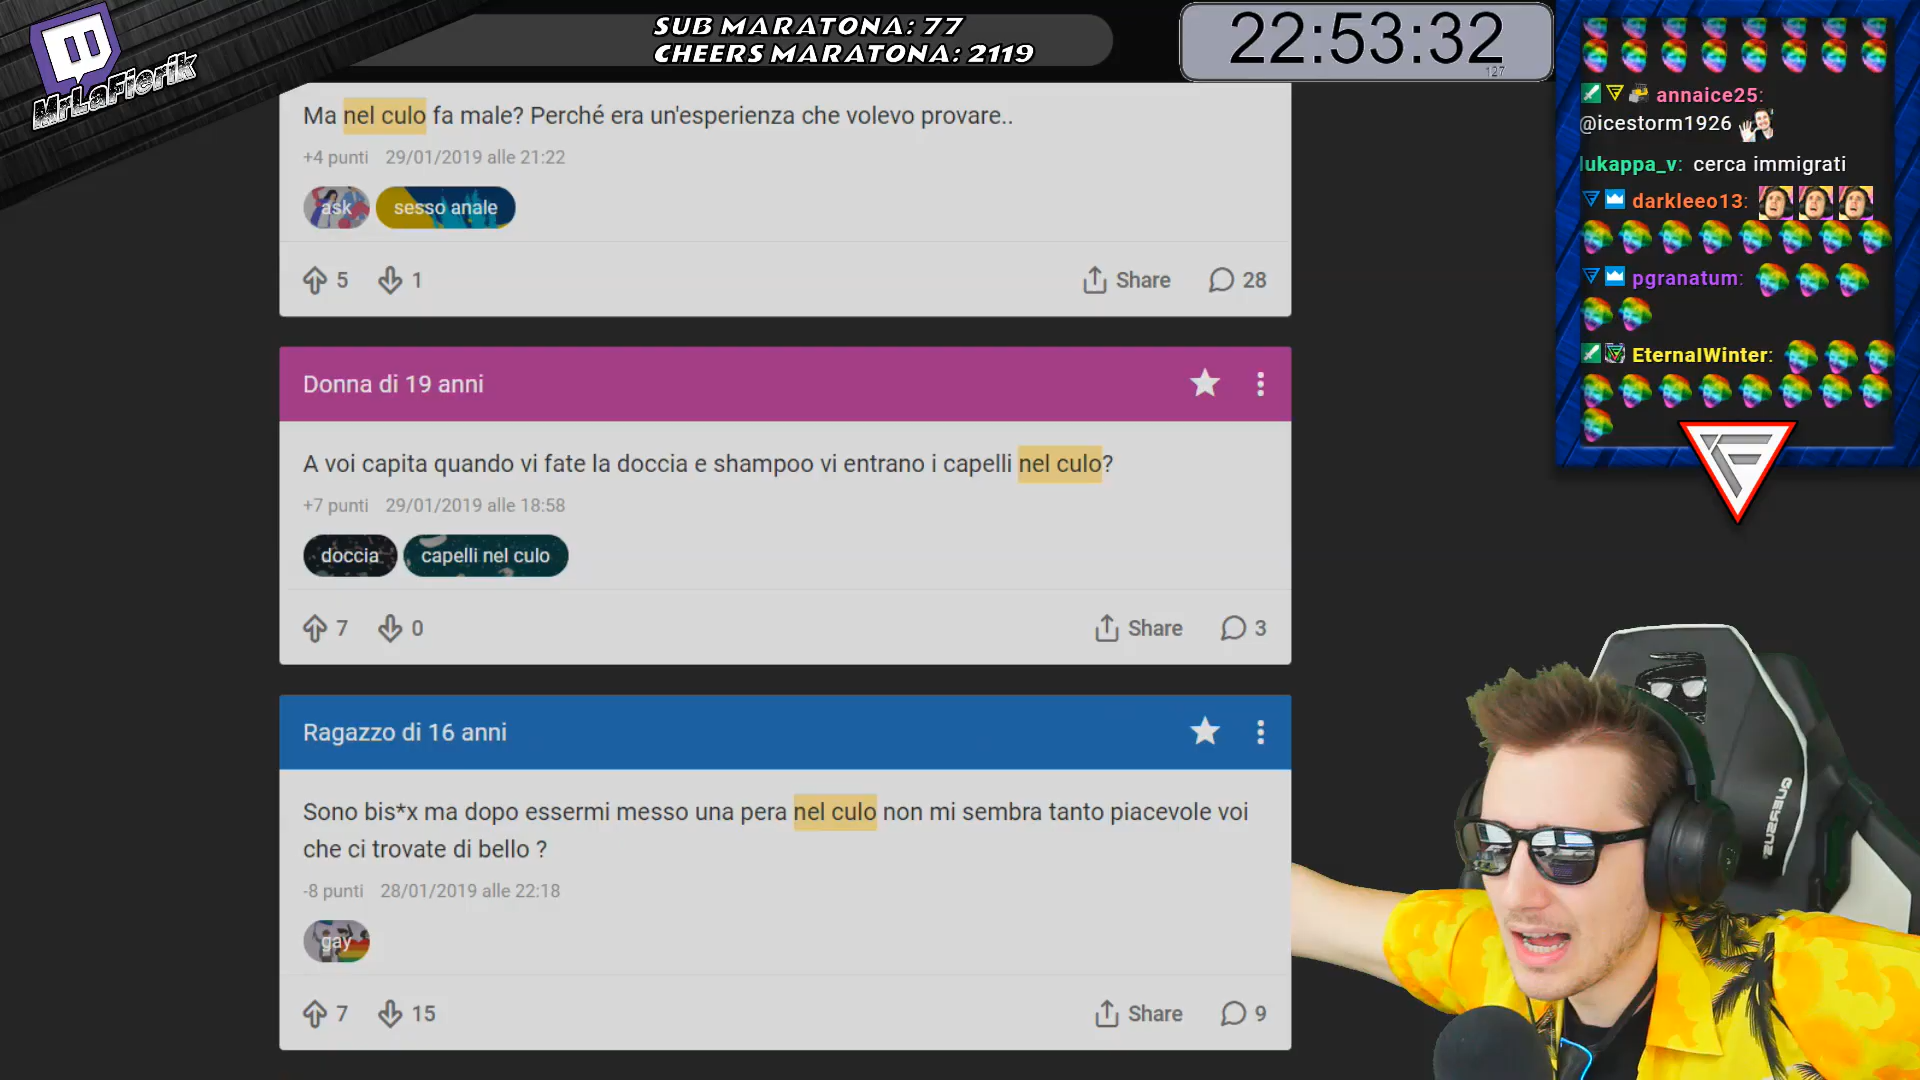 SUB MARATONA: 77
CHEERS MARATONA: 2119
22:53:32
127
MrLaFierik
Ma nel culo fa male? Perché era un'esperienza che volevo provare..
+4 punti 29/01/2019 alle 21:22
ask sesso anale
5 1 Share 28
Donna di 19 anni
A voi capita quando vi fate la doccia e shampoo vi entrano i capelli nel culo?
+7 punti 29/01/2019 alle 18:58
doccia capelli nel culo
7 0 Share 3
Ragazzo di 16 anni
Sono bis*x ma dopo essermi messo una pera nel culo non mi sembra tanto piacevole voi
che ci trovate di bello ?
-8 punti 28/01/2019 alle 22:18
gay
7 15 Share 9
annaice25:
@icestorm1926
lukappa_v: cerca immigrati
darkleeo13:
pgranatum:
EternalWinter:
QUERSUS